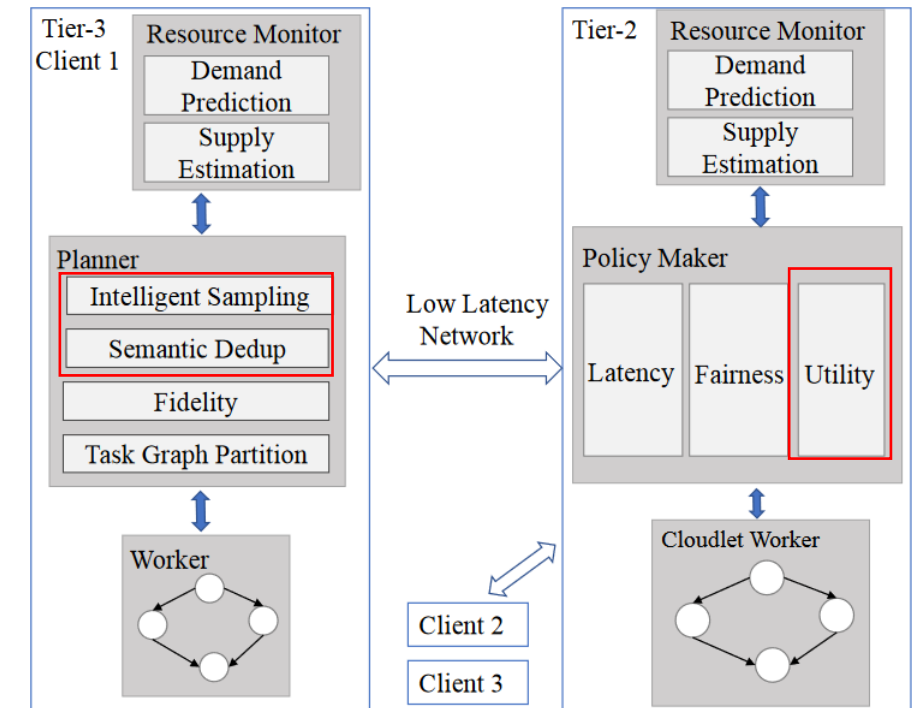 Tier-3
Client 1
Resource Monitor
Demand
Prediction
Supply
Estimation
Planner
Intelligent Sampling
Semantic Dedup
Fidelity
Task Graph Partition
Worker
Low Latency
Network
Client 2
Client 3
Tier-2
Resource Monitor
Demand
Prediction
Supply
Estimation
Policy Maker
Latency
Fairness
Utility
Cloudlet Worker